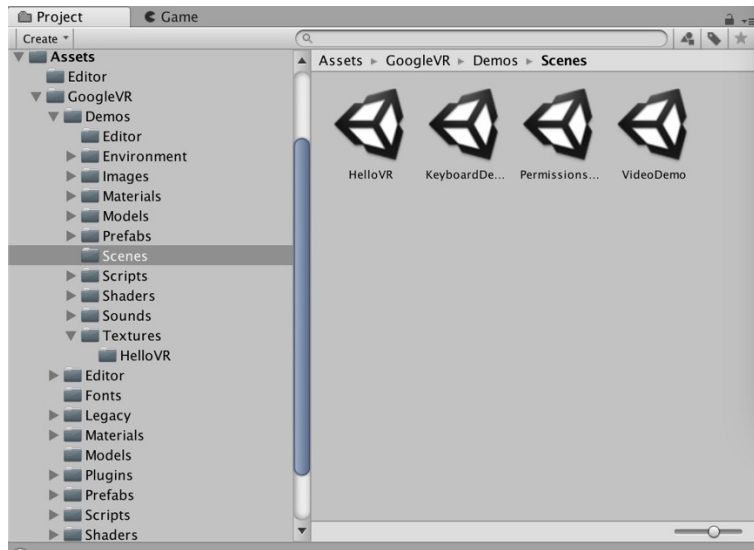 Project
Game
Create
Assets
Editor
GoogleVR
Demos
Editor
Environment
Images
Materials
Models
Prefabs
Scenes
Scripts
Shaders
Sounds
Textures
HelloVR
Editor
Fonts
Legacy
Materials
Models
Plugins
Prefabs
Scripts
Shaders
Assets GoogleVR Demos Scenes
HelloVR KeyboardDe... Permissions... VideoDemo